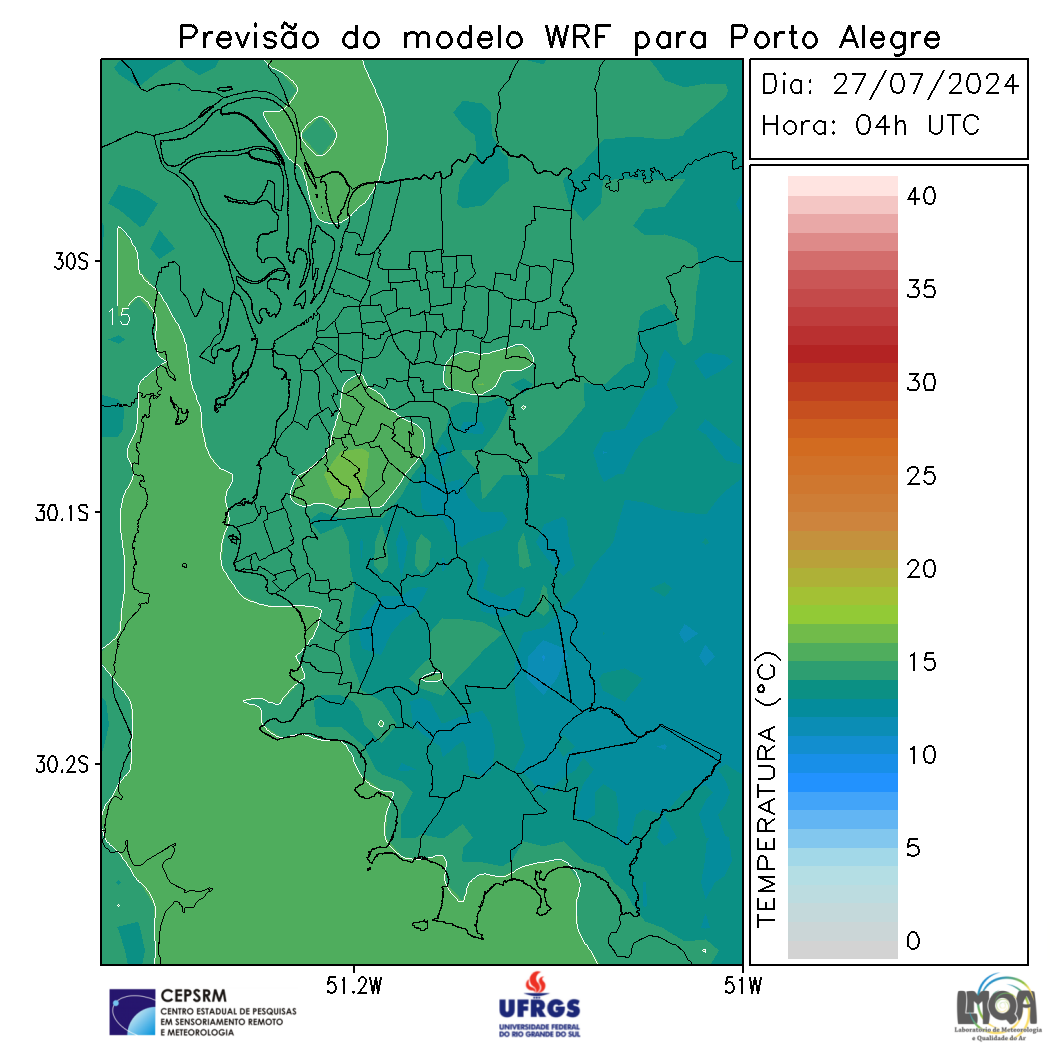 Previsão do modelo WRF para Porto Alegre
Dia: 27/07/2024
Hora: 04h UTC
30S
30.1S
30.2S
51.2W
51W
15
TEMPERATURA (°C)
40
35
30
25
20
15
10
5
0
CEPSRM
CENTRO ESTADUAL DE PESQUISAS
EM SENSORIAMENTO REMOTO
E METEOROLOGIA
UFRGS
UNIVERSIDADE FEDERAL
DO RIO GRANDE DO SUL
LMQA
Laboratório de Meteorologia
e Qualidade do Ar